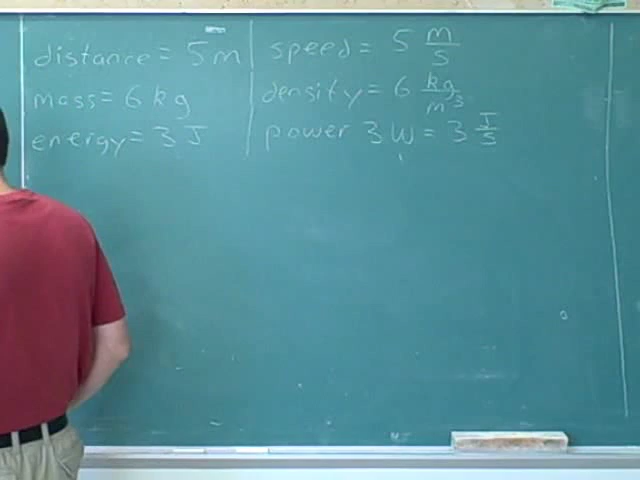 distance = 5 m
mass = 6 kg
energy = 3 J
speed = 5 m/s
density = 6 kg/m³
power 3 W = 3 J/s